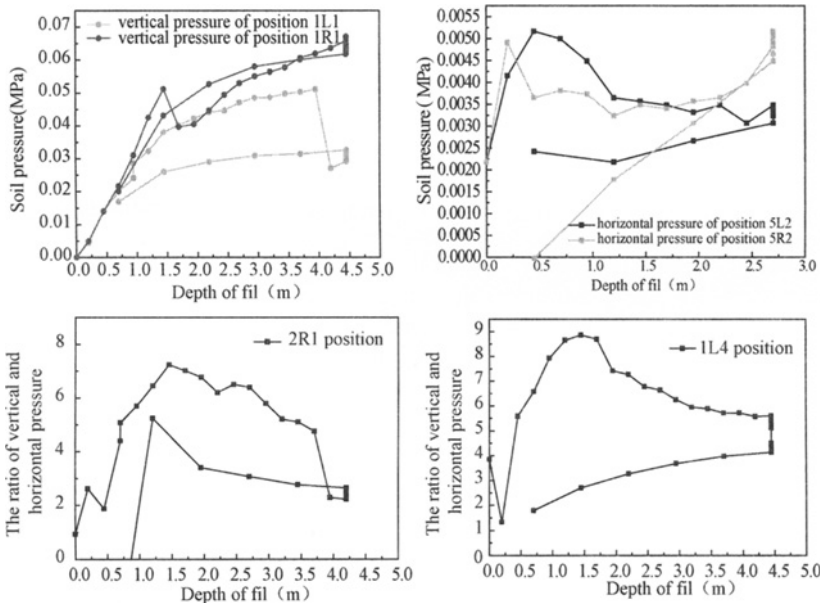 vertical pressure of position 1L1
vertical pressure of position 1R1
Soil pressure(MPa)
0.07
0.06
0.05
0.04
0.03
0.02
0.01
0.00
0.0 0.5 1.0 1.5 2.0 2.5 3.0 3.5 4.0 4.5 5.0
Depth of fil（m）
Soil pressure ( MPa)
0.0055
0.0050
0.0045
0.0040
0.0035
0.0030
0.0025
0.0020
0.0015
0.0010
0.0005
0.0000
horizontal pressure of position 5L2
horizontal pressure of position 5R2
0.0 0.5 1.0 1.5 2.0 2.5 3.0
Depth of fil（m）
The ratio of vertical and
horizontal pressure
2R1 position
8
6
4
2
0
0.0 0.5 1.0 1.5 2.0 2.5 3.0 3.5 4.0 4.5 5.0
Depth of fil（m）
The ratio of vertical and
horizontal pressure
1L4 position
9
8
7
6
5
4
3
2
1
0
0.0 0.5 1.0 1.5 2.0 2.5 3.0 3.5 4.0 4.5 5.0
Depth of fil（m）